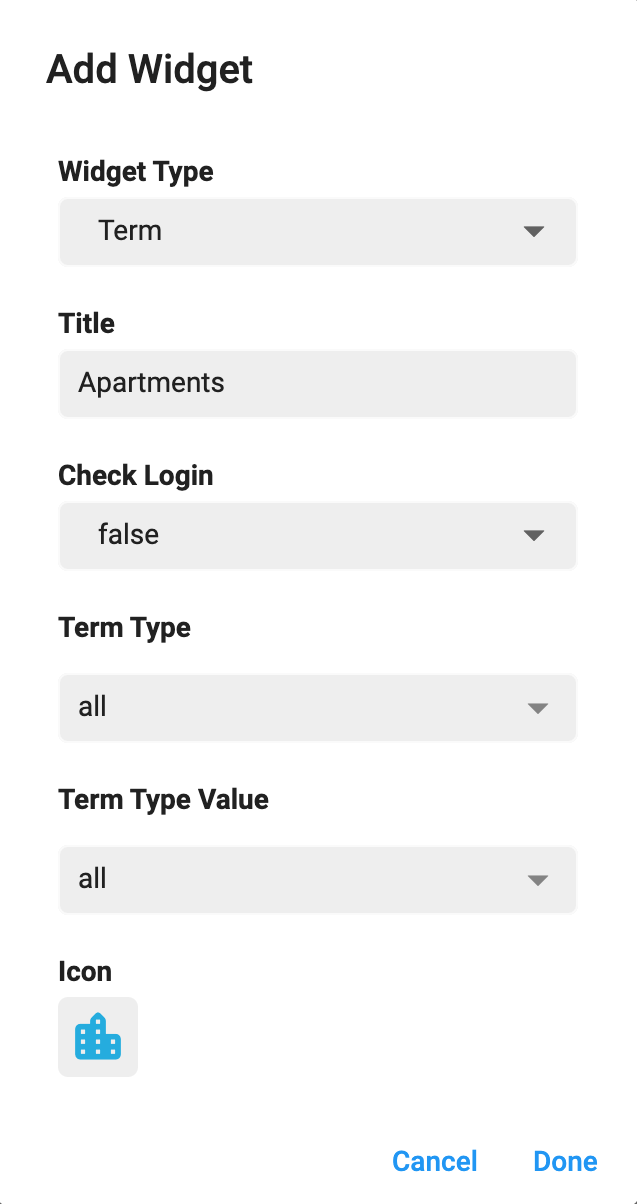 Add Widget
Widget Type
Term
Title
Apartments
Check Login
false
Term Type
all
Term Type Value
all
Icon
Cancel Done